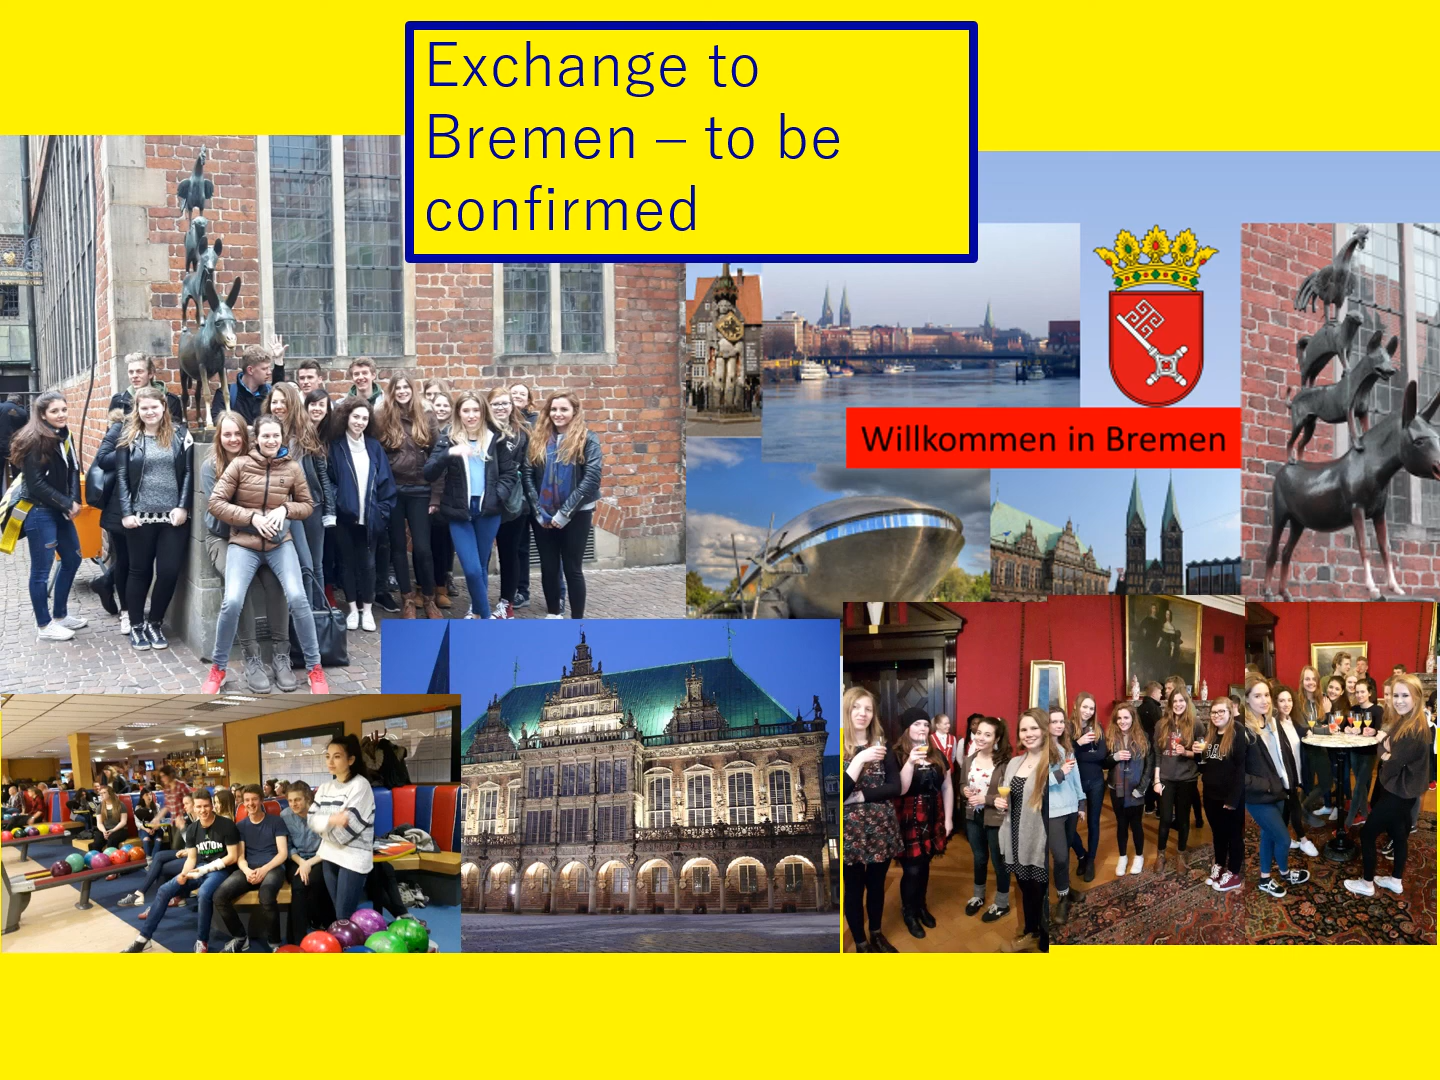 Exchange to
Bremen – to be
confirmed
Willkommen in Bremen